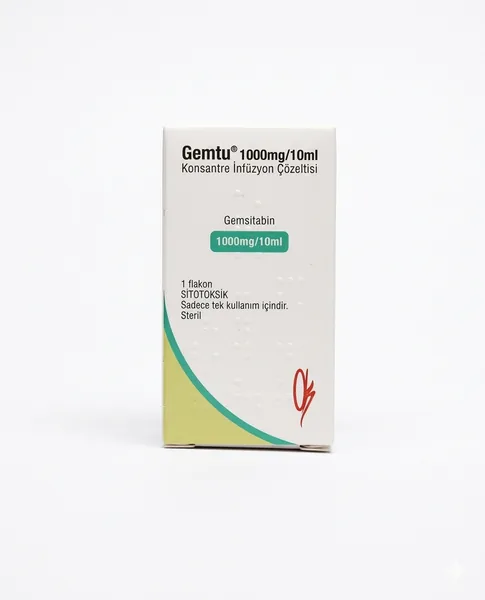 Gemtu® 1000mg/10ml
Konsantre İnfüzyon Çözeltisi
Gemsitabin
1000mg/10ml
1 flakon
SİTOTOKSİK
Sadece tek kullanım içindir.
Steril